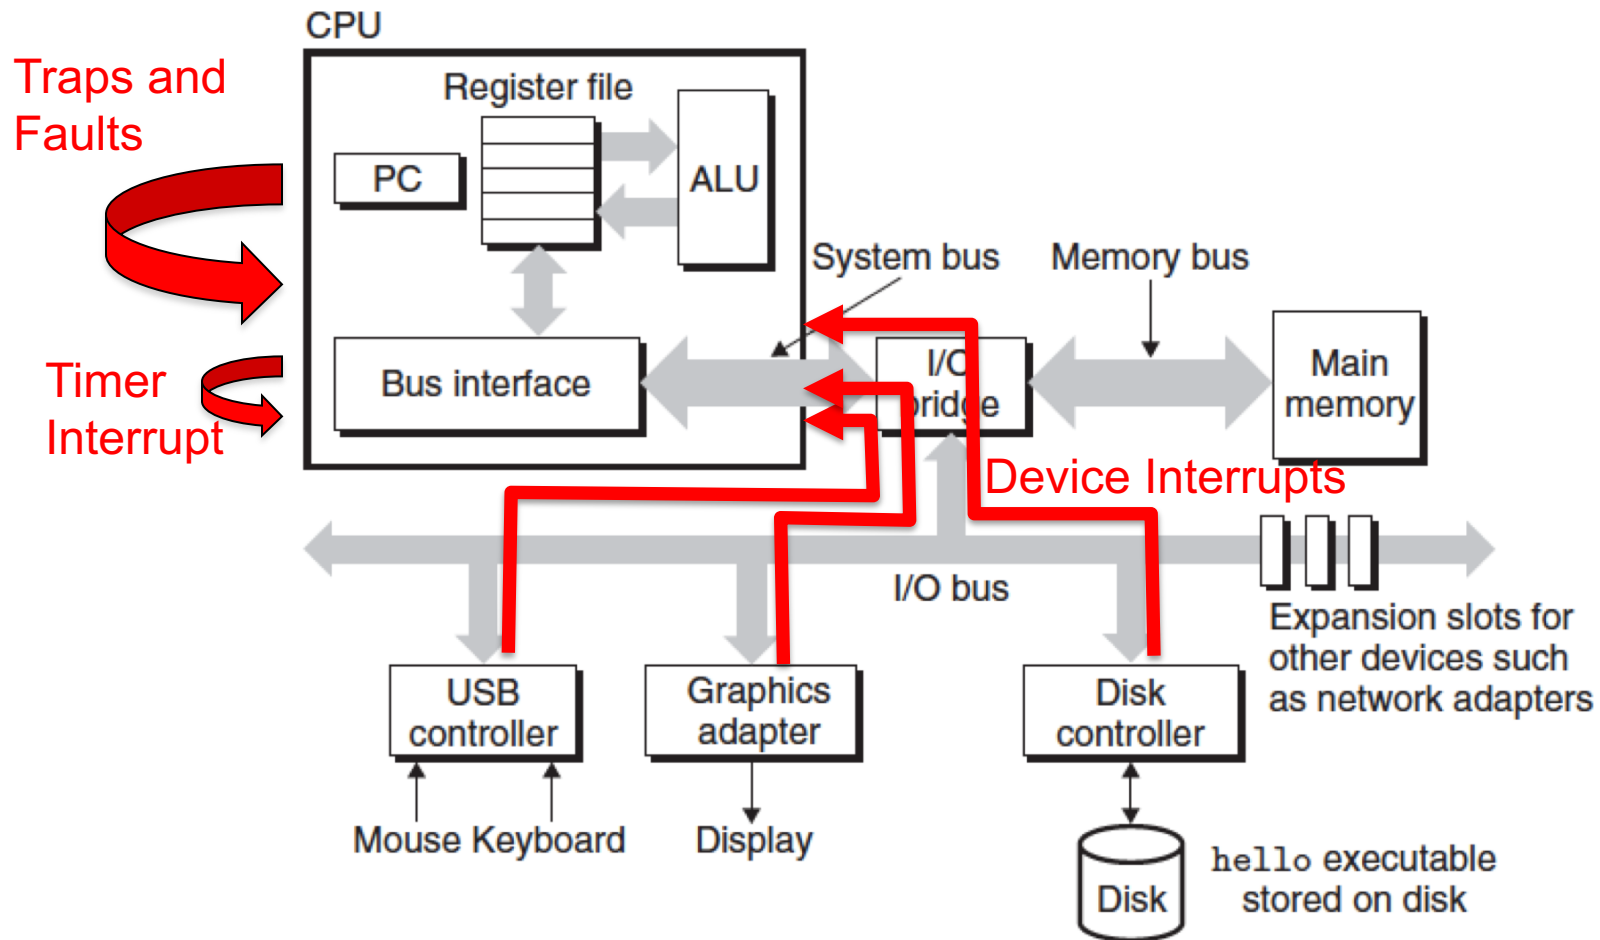 CPU
Traps and
Faults
Register file
PC
ALU
System bus
Memory bus
Timer
Interrupt
Bus interface
I/O
bridge
Main
memory
Device Interrupts
I/O bus
Expansion slots for
other devices such
as network adapters
USB
controller
Graphics
adapter
Disk
controller
Mouse Keyboard
Display
Disk
hello executable
stored on disk